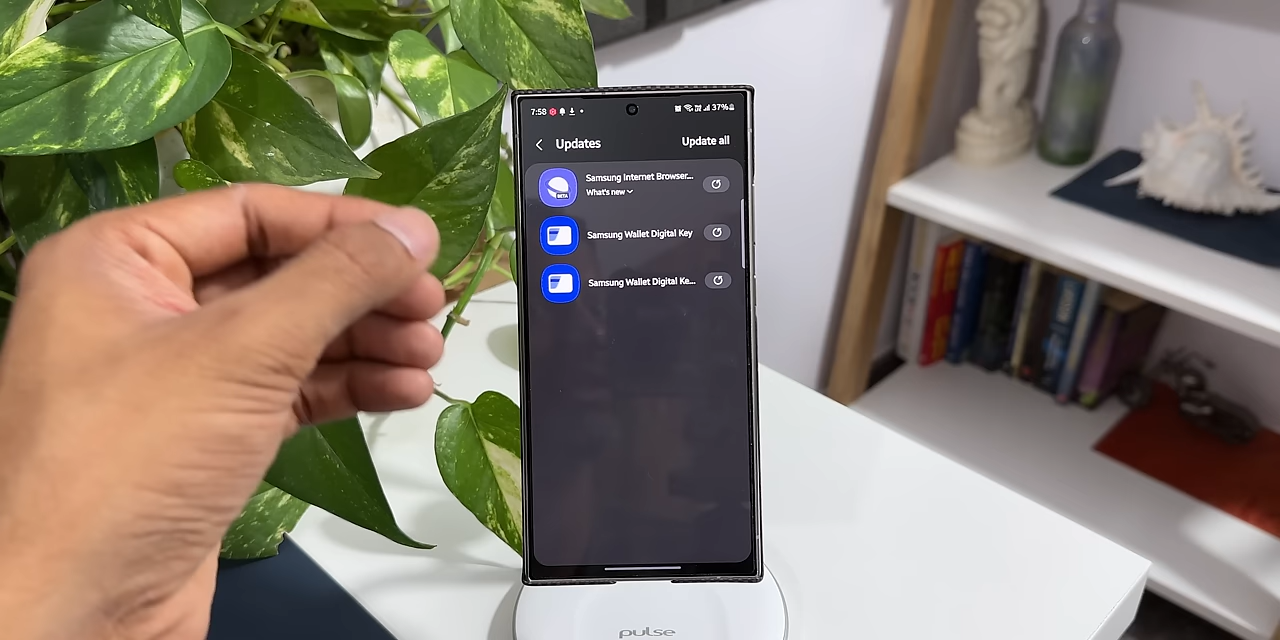 7:58
37%
Updates
Update all
Samsung Internet Browser...
BETA
What's new
Samsung Wallet Digital Key
Samsung Wallet Digital Ke...
pulse